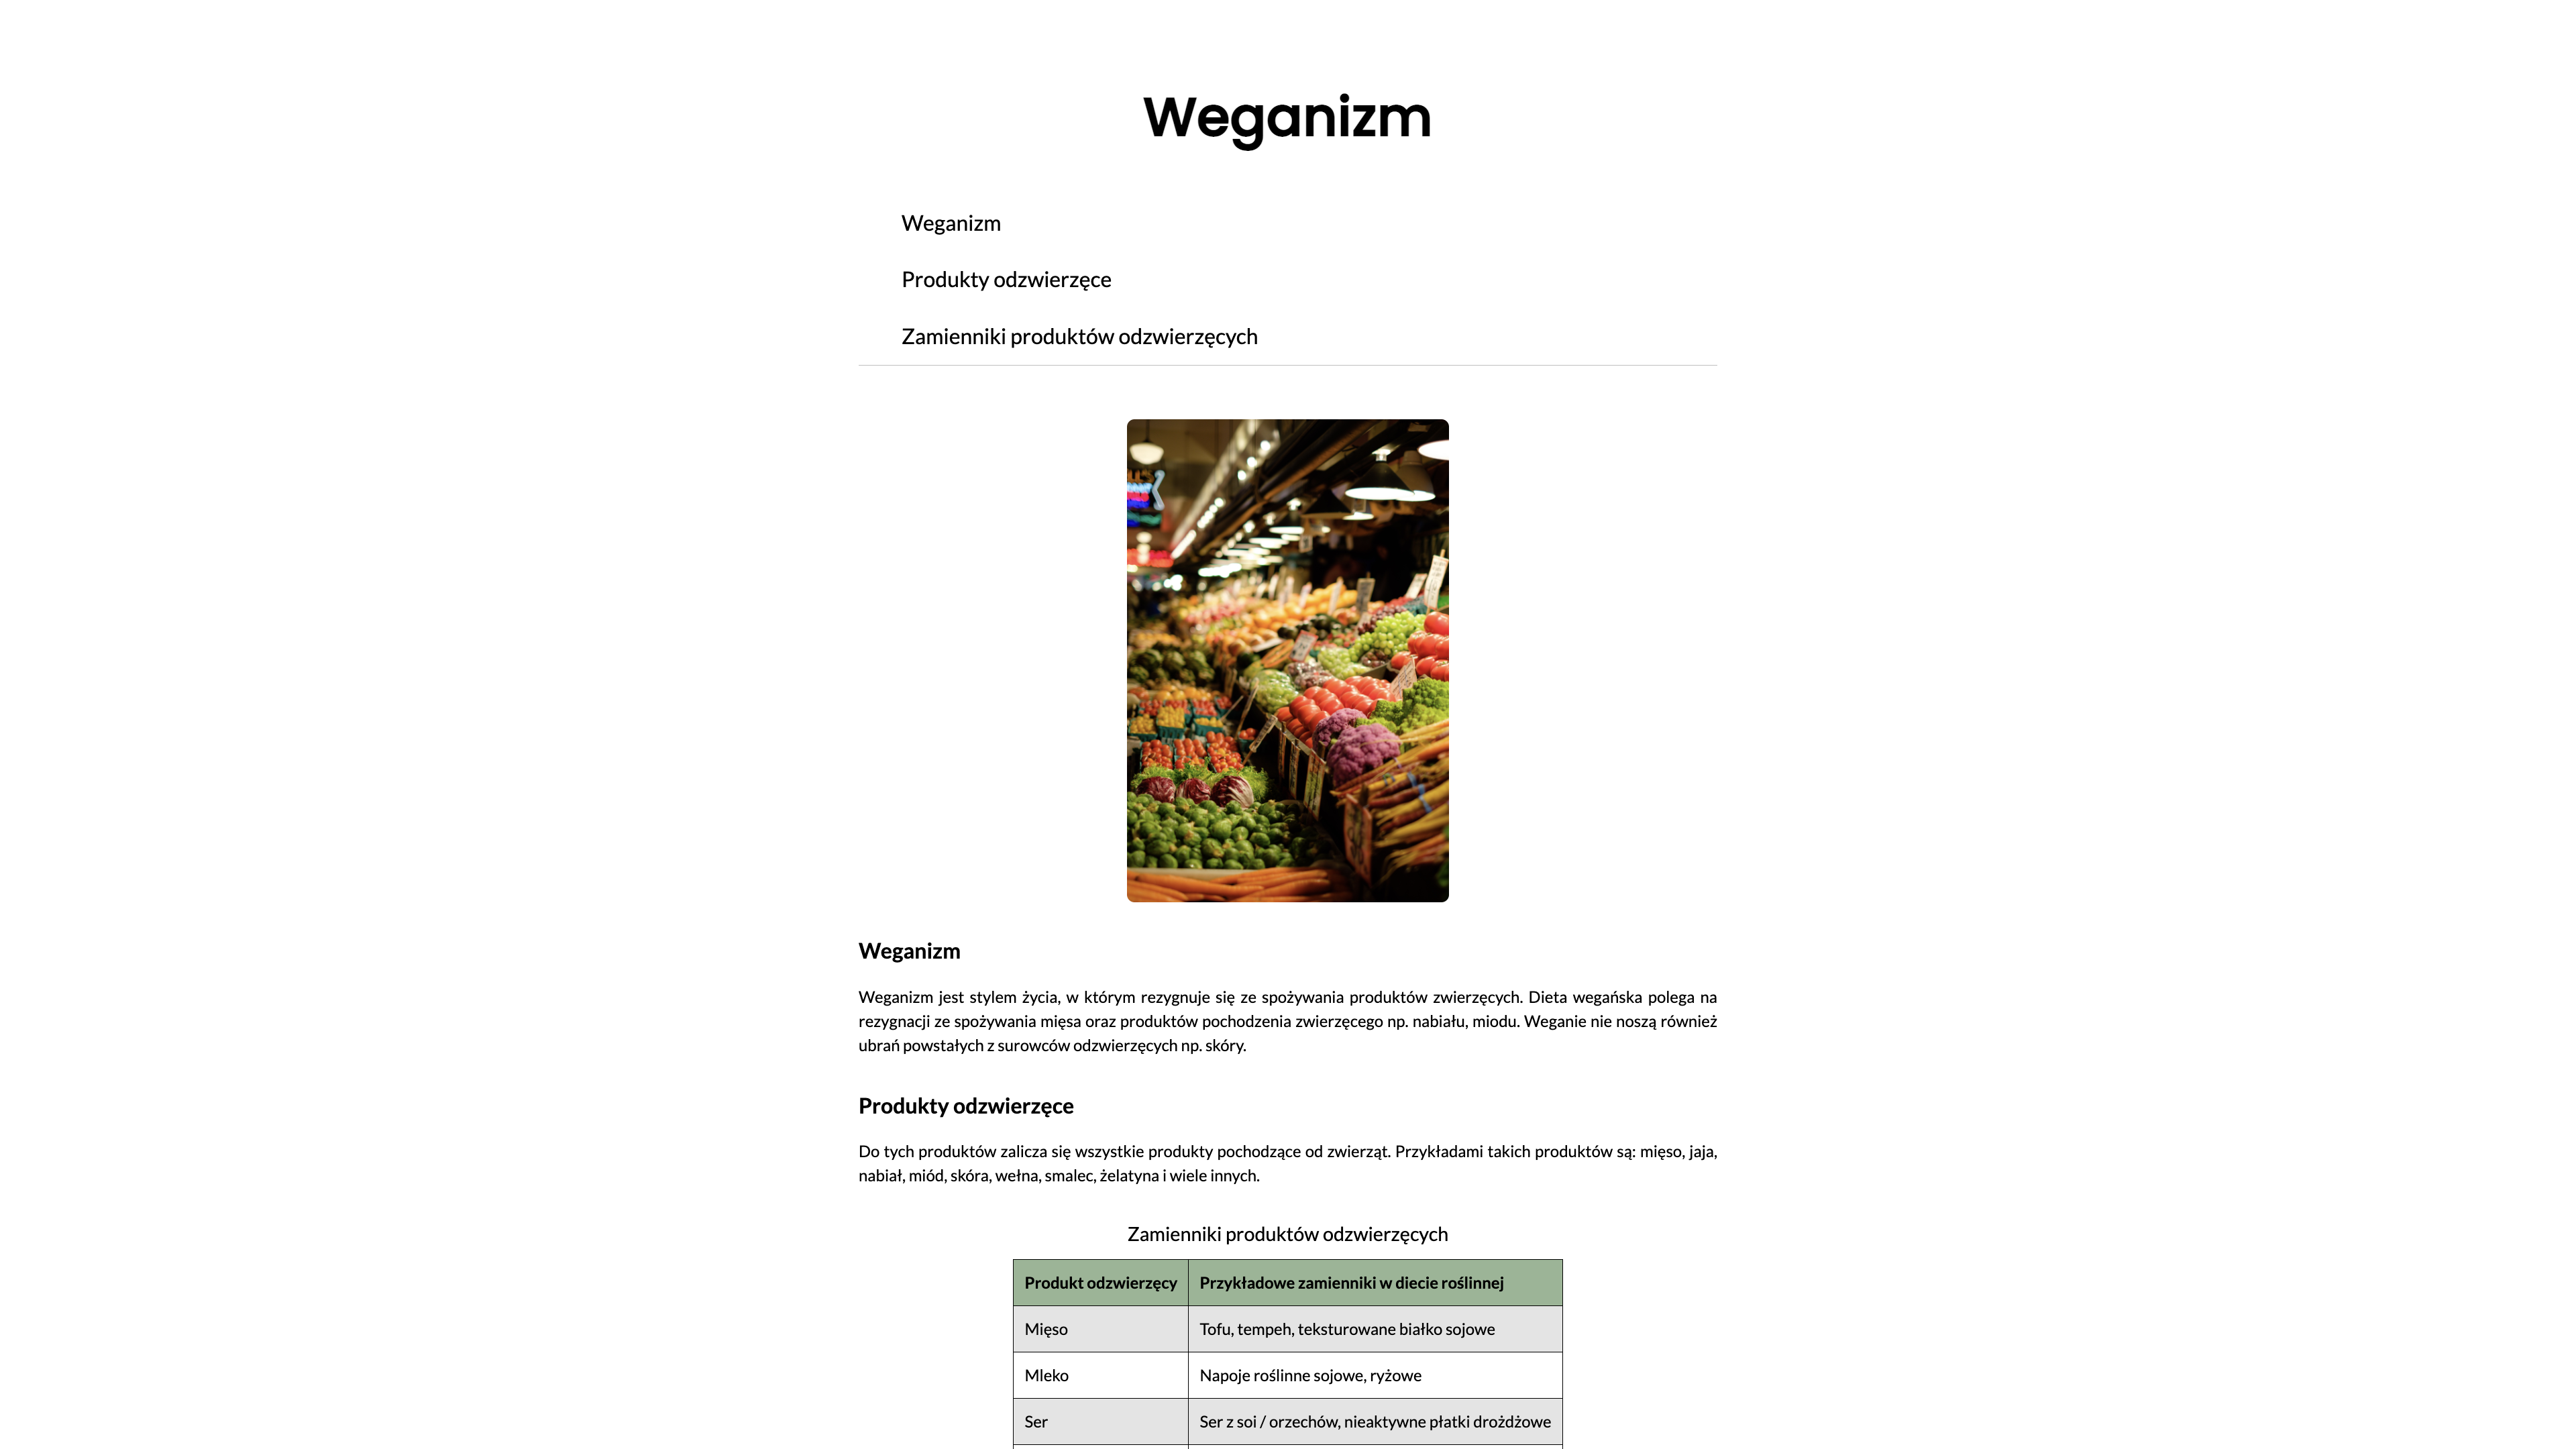 Weganizm
Weganizm
Produkty odzwierzęce
Zamienniki produktów odzwierzęcych
Weganizm
Weganizm jest stylem życia, w którym rezygnuje się ze spożywania produktów zwierzęcych. Dieta wegańska polega na
rezygnacji ze spożywania mięsa oraz produktów pochodzenia zwierzęcego np. nabiału, miodu. Weganie nie noszą również
ubrań powstałych z surowców odzwierzęcych np. skóry.
Produkty odzwierzęce
Do tych produktów zalicza się wszystkie produkty pochodzące od zwierząt. Przykładami takich produktów są: mięso, jaja,
nabiał, miód, skóra, wełna, smalec, żelatyna i wiele innych.
Zamienniki produktów odzwierzęcych
Produkt odzwierzęcy Przykładowe zamienniki w diecie roślinnej
Mięso Tofu, tempeh, teksturowane białko sojowe
Mleko Napoje roślinne sojowe, ryżowe
Ser Ser z soi / orzechów, nieaktywne płatki drożdżowe